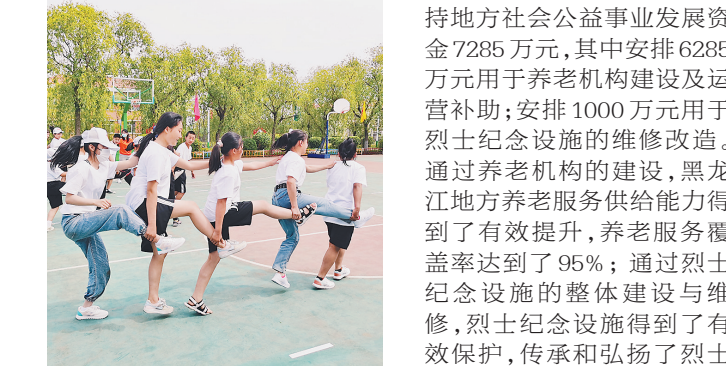 持地方社会公益事业发展资
金7285万元,其中安排6285
万元用于养老机构建设及运
营补助;安排1000万元用于
烈士纪念设施的维修改造。
通过养老机构的建设,黑龙
江地方养老服务供给能力得
到了有效提升,养老服务覆
盖率达到了95%;通过烈士
纪念设施的整体建设与维
修,烈士纪念设施得到了有
效保护,传承和弘扬了烈士